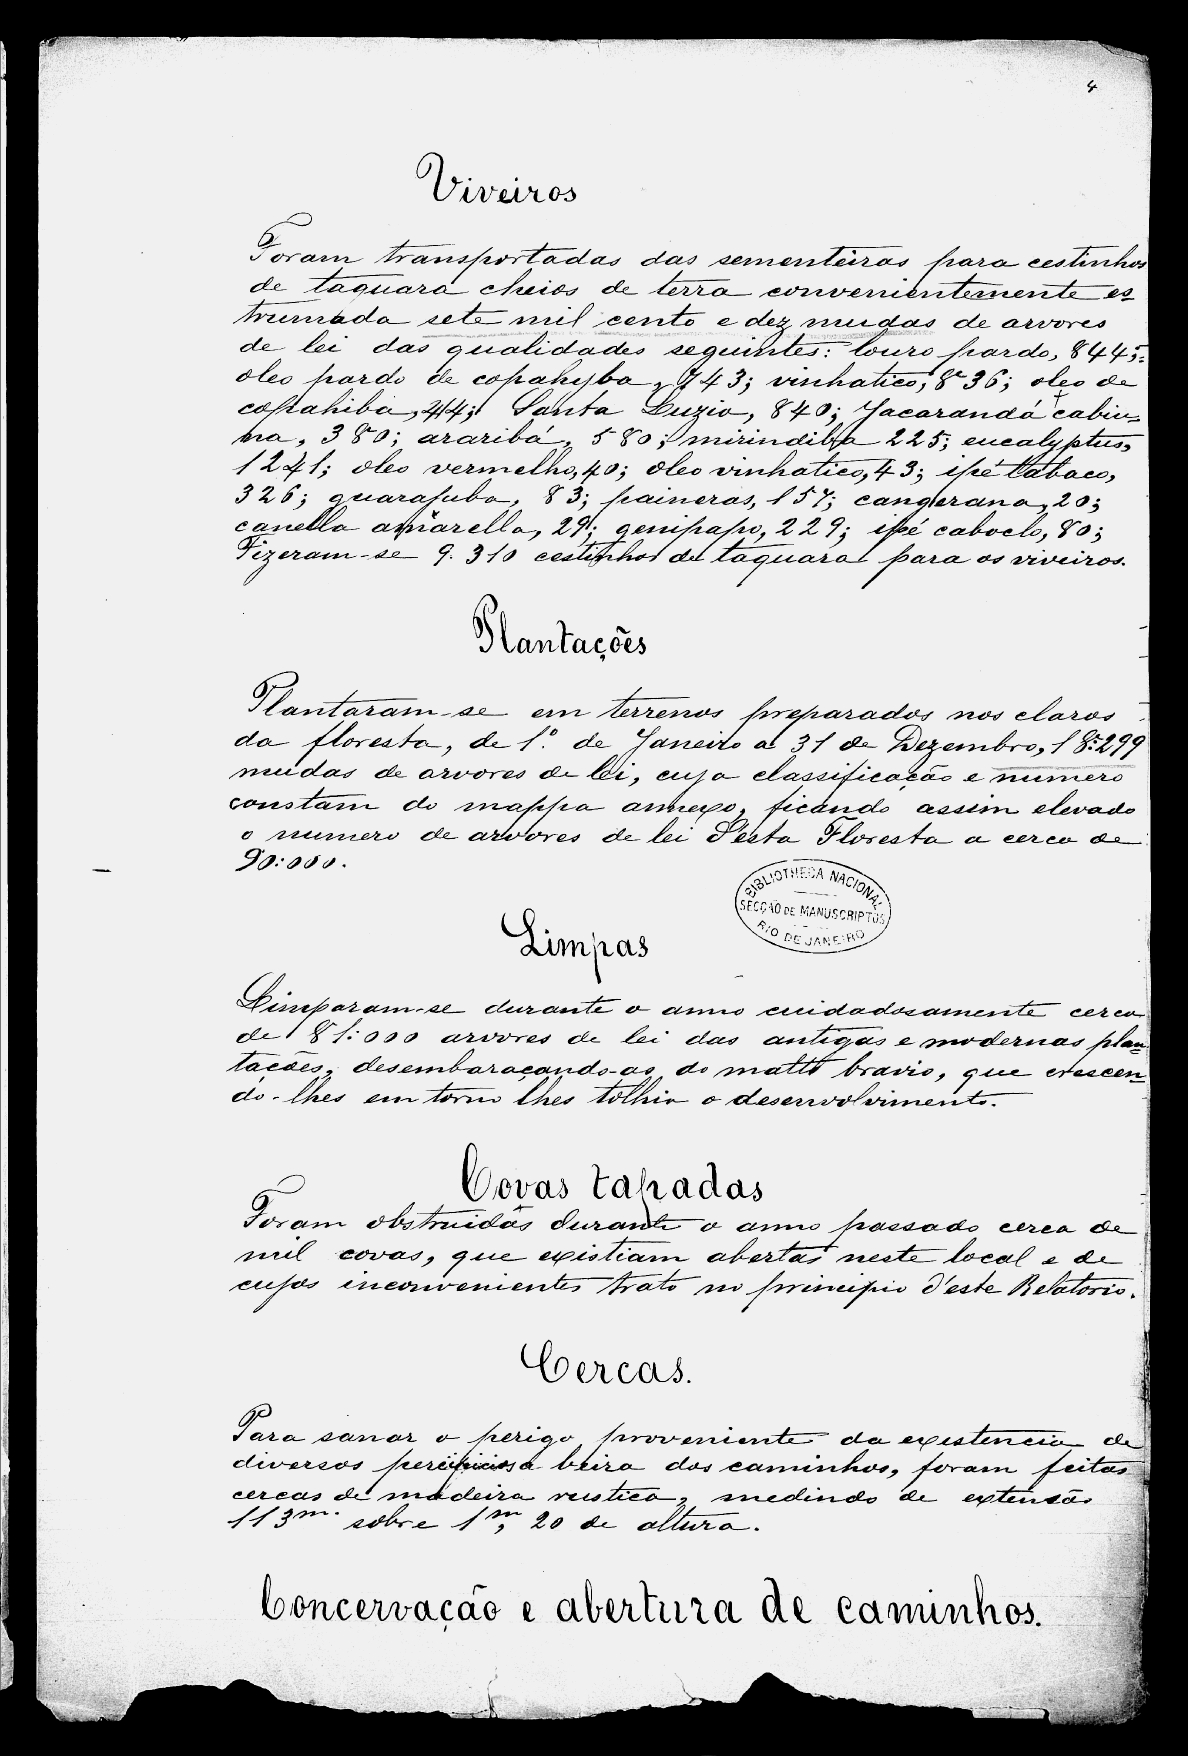 4
Viveiros
Foram transportadas das sementeiras para cestinhos
de taquara cheios de terra convenientemente es
trumada sete mil cento e dez mudas de arvores
de lei das qualidades seguintes: louro pardo, 844;
oleo pardo de copahyba, 743; vinhatico, 836; oleo de
copahiba, 44; Santa Luzia, 840; Jacarandá cabiu-
na, 380; araribá, 580; mirindiba 225; eucalyptus,
1241; oleo vermelho, 40; oleo vinhatico, 43; ipé tabaco,
326; guarajuba, 83; paineras, 157; cangerana, 20;
canella amarella, 29; genipapo, 229; ipé caboclo, 80;
Fizeram-se 9.310 cestinhos de taquara para os viveiros.
Plantações
Plantaram-se em terrenos preparados nos claros
da floresta, de 1º. de Janeiro a 31 de Dezembro, 18:299
mudas de arvores de lei, cuja classificação e numero
constam do mappa annexo, ficando assim elevado
o numero de arvores de lei d'esta Floresta a cerca de
90:000.
BIBLIOTHECA NACIONAL
SECÇÃO DE MANUSCRIPTOS
RIO DE JANEIRO
Limpas
Limparam-se durante o anno cuidadosamente cerca
de 81:000 arvores de lei das antigas e modernas plan-
tacões, desembaraçando-as do matto bravio, que crescen-
do-lhes em torno lhes tolhia o desenvolvimento.
Covas tapadas
Foram obstruidas durante o anno passado cerca de
mil covas, que existiam abertas neste local e de
cujos inconvenientes trato no principio d'este Relatorio.
Cercas.
Para sanar o perigo proveniente da existencia de
diversos a beira dos caminhos, foram feitas
cercas de madeira rustica, medindo de extensão
113m. sobre 1m, 20 de altura.
Concervação e abertura de caminhos.